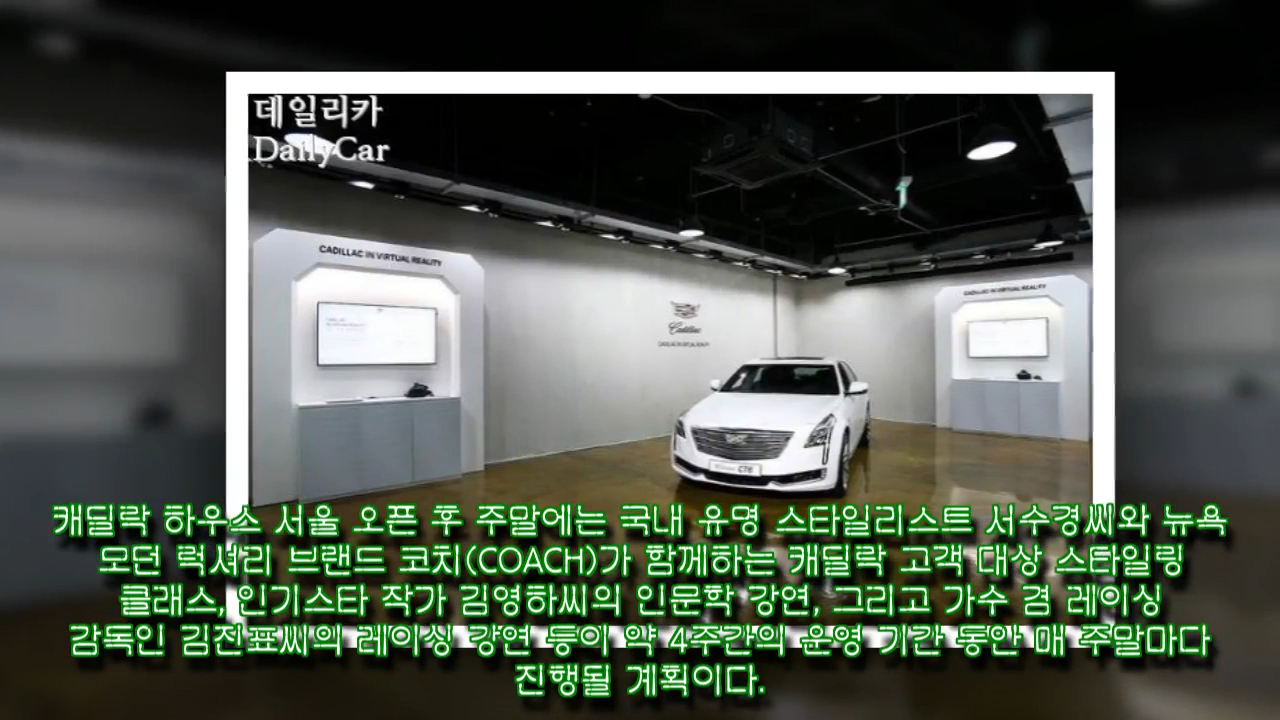 데일리카
DailyCar
CADILLAC IN VIRTUAL REALITY
CADILLAC IN VIRTUAL REALITY
Cadillac
CADILLAC IN VIRTUAL REALITY
CT6
캐딜락 하우스 서울 오픈 후 주말에는 국내 유명 스타일리스트 서수경씨와 뉴욕
모던 럭셔리 브랜드 코치(COACH)가 함께하는 캐딜락 고객 대상 스타일링
클래스, 인기스타 작가 김영하씨의 인문학 강연, 그리고 가수 겸 레이싱
감독인 김진표씨의 레이싱 강연 등이 약 4주간의 운영 기간 동안 매 주말마다
진행될 계획이다.